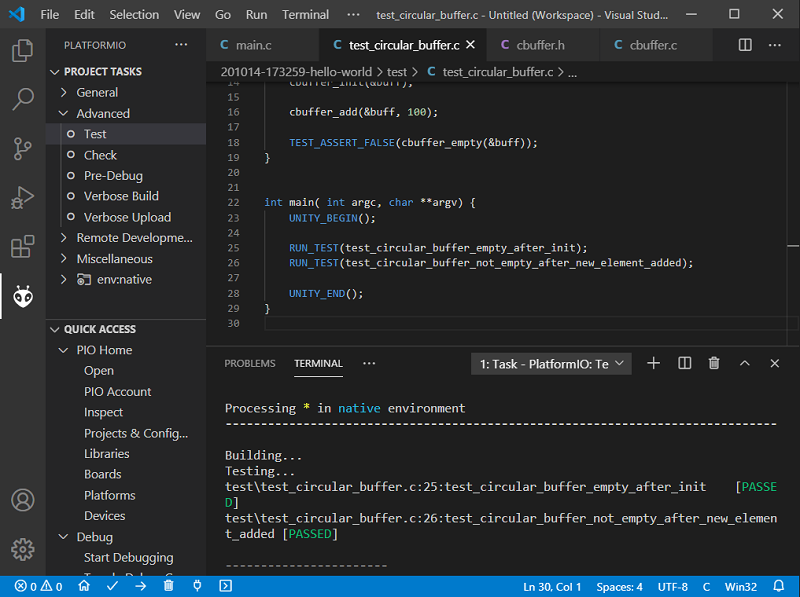 File Edit Selection View Go Run Terminal ··· test_circular_buffer.c - Untitled (Workspace) - Visual Stud...
PLATFORMIO ···
PROJECT TASKS
General
Advanced
Test
Check
Pre-Debug
Verbose Build
Verbose Upload
Remote Developme...
Miscellaneous
env:native
QUICK ACCESS
PIO Home
Open
PIO Account
Inspect
Projects & Config...
Libraries
Boards
Platforms
Devices
Debug
Start Debugging
C main.c C test_circular_buffer.c C cbuffer.h C cbuffer.c ···
201014-173259-hello-world > test > C test_circular_buffer.c > ...
14 cbuffer_init(&buff);
15
16 cbuffer_add(&buff, 100);
17
18 TEST_ASSERT_FALSE(cbuffer_empty(&buff));
19 }
20
21
22 int main( int argc, char **argv) {
23 UNITY_BEGIN();
24
25 RUN_TEST(test_circular_buffer_empty_after_init);
26 RUN_TEST(test_circular_buffer_not_empty_after_new_element_added);
27
28 UNITY_END();
29 }
30
PROBLEMS TERMINAL ··· 1: Task - PlatformIO: Te
Processing * in native environment
--------------------------------------------------------------------------
Building...
Testing...
test\test_circular_buffer.c:25:test_circular_buffer_empty_after_init [PASSE
D]
test\test_circular_buffer.c:26:test_circular_buffer_not_empty_after_new_elemen
t_added [PASSED]
-----------------------
0 0 Ln 30, Col 1 Spaces: 4 UTF-8 C Win32